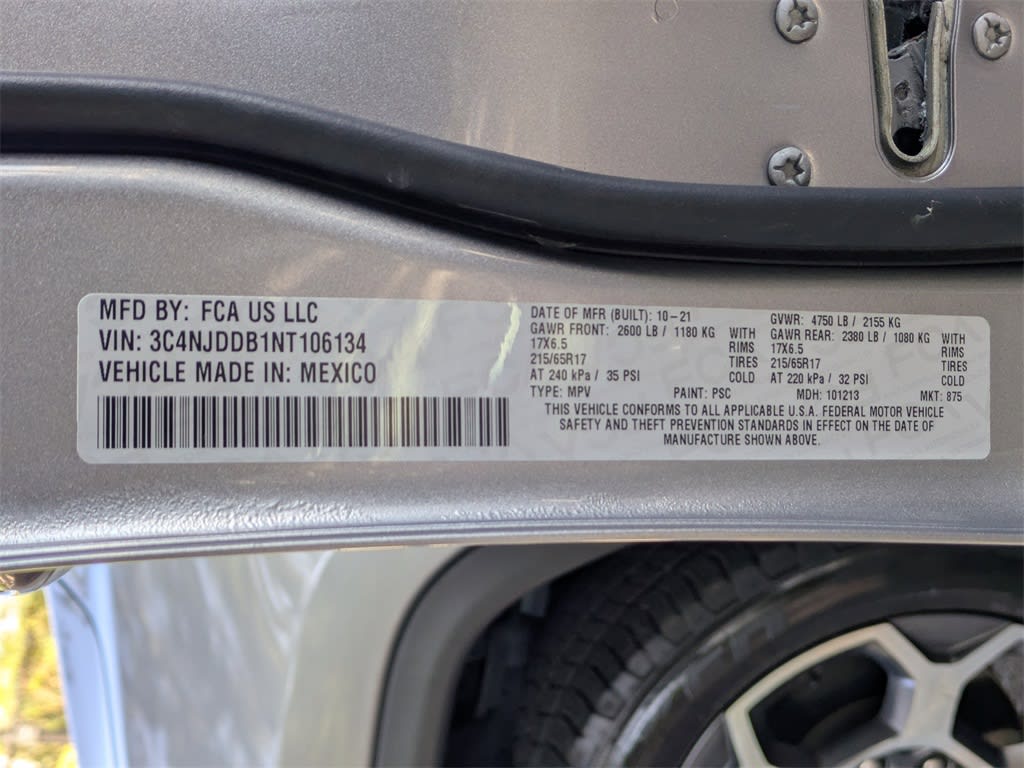 MFD BY: FCA US LLC
VIN: 3C4NJDDB1NT106134
VEHICLE MADE IN: MEXICO
DATE OF MFR (BUILT): 10-21
GAWR FRONT: 2600 LB / 1180 KG WITH
17X6.5 RIMS
215/65R17 TIRES
AT 240 kPa / 35 PSI COLD
GVWR: 4750 LB / 2155 KG
GAWR REAR: 2380 LB / 1080 KG WITH
17X6.5 RIMS
215/65R17 TIRES
AT 220 kPa / 32 PSI COLD
TYPE: MPV PAINT: PSC MDH: 101213 MKT: 875
THIS VEHICLE CONFORMS TO ALL APPLICABLE U.S.A. FEDERAL MOTOR VEHICLE
SAFETY AND THEFT PREVENTION STANDARDS IN EFFECT ON THE DATE OF
MANUFACTURE SHOWN ABOVE.